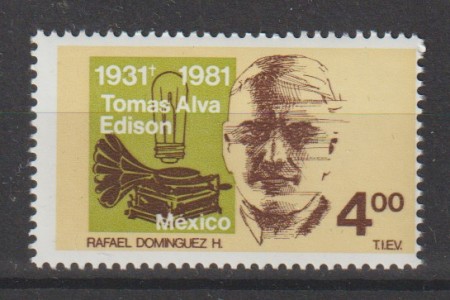 1931† 1981
Tomas Alva
Edison
Mexico
4.00
RAFAEL DOMINGUEZ H.
T.I.E.V.